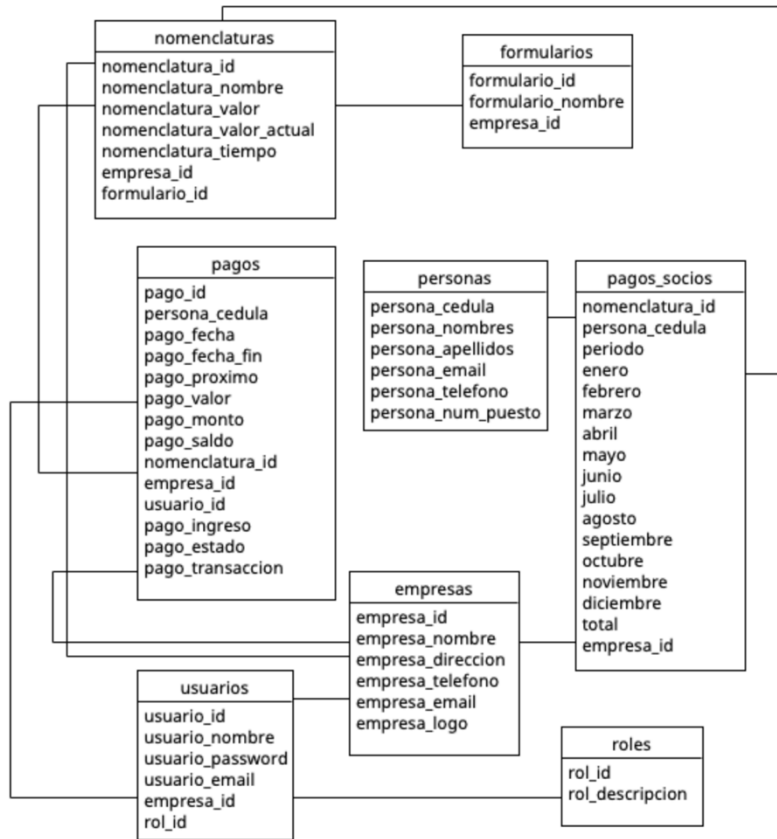 nomenclaturas
nomenclatura_id
nomenclatura_nombre
nomenclatura_valor
nomenclatura_valor_actual
nomenclatura_tiempo
empresa_id
formulario_id
formularios
formulario_id
formulario_nombre
empresa_id
pagos
pago_id
persona_cedula
pago_fecha
pago_fecha_fin
pago_proximo
pago_valor
pago_monto
pago_saldo
nomenclatura_id
empresa_id
usuario_id
pago_ingreso
pago_estado
pago_transaccion
personas
persona_cedula
persona_nombres
persona_apellidos
persona_email
persona_telefono
persona_num_puesto
pagos_socios
nomenclatura_id
persona_cedula
periodo
enero
febrero
marzo
abril
mayo
junio
julio
agosto
septiembre
octubre
noviembre
diciembre
total
empresa_id
empresas
empresa_id
empresa_nombre
empresa_direccion
empresa_telefono
empresa_email
empresa_logo
usuarios
usuario_id
usuario_nombre
usuario_password
usuario_email
empresa_id
rol_id
roles
rol_id
rol_descripcion